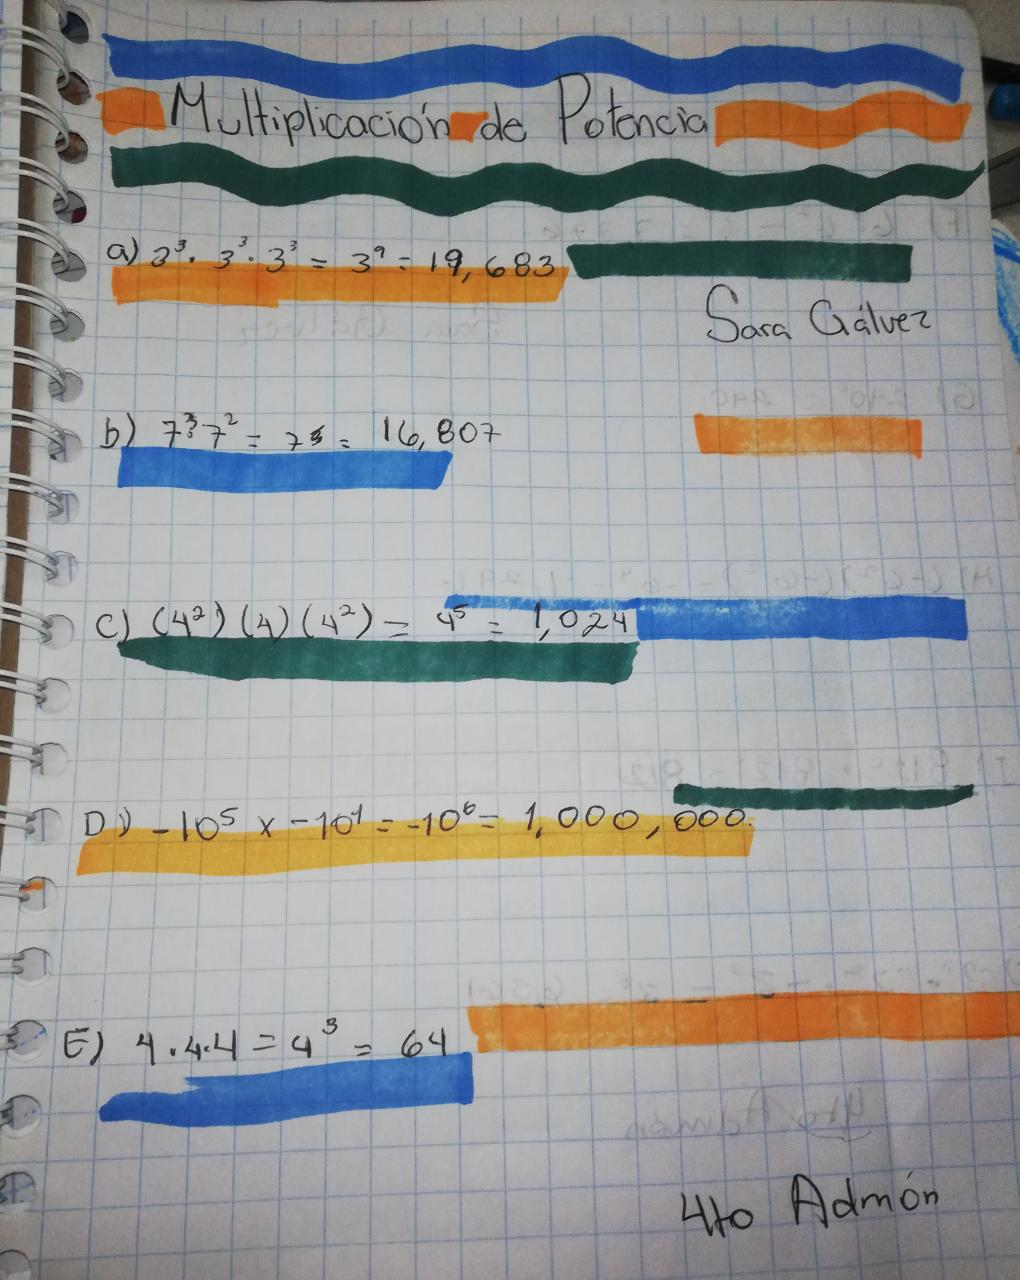 Multiplicación de Potencia
a) 3³ · 3³ · 3³ = 3⁹ = 19,683
Sara Gálvez
b) 7³·7² = 7⁵ = 16,807
c) (4²) (4) (4²) = 4⁵ = 1,024
D) -10⁵ x -10¹ = -10⁶ = 1,000,000.
E) 4.4.4 = 4³ = 64
4to Admón